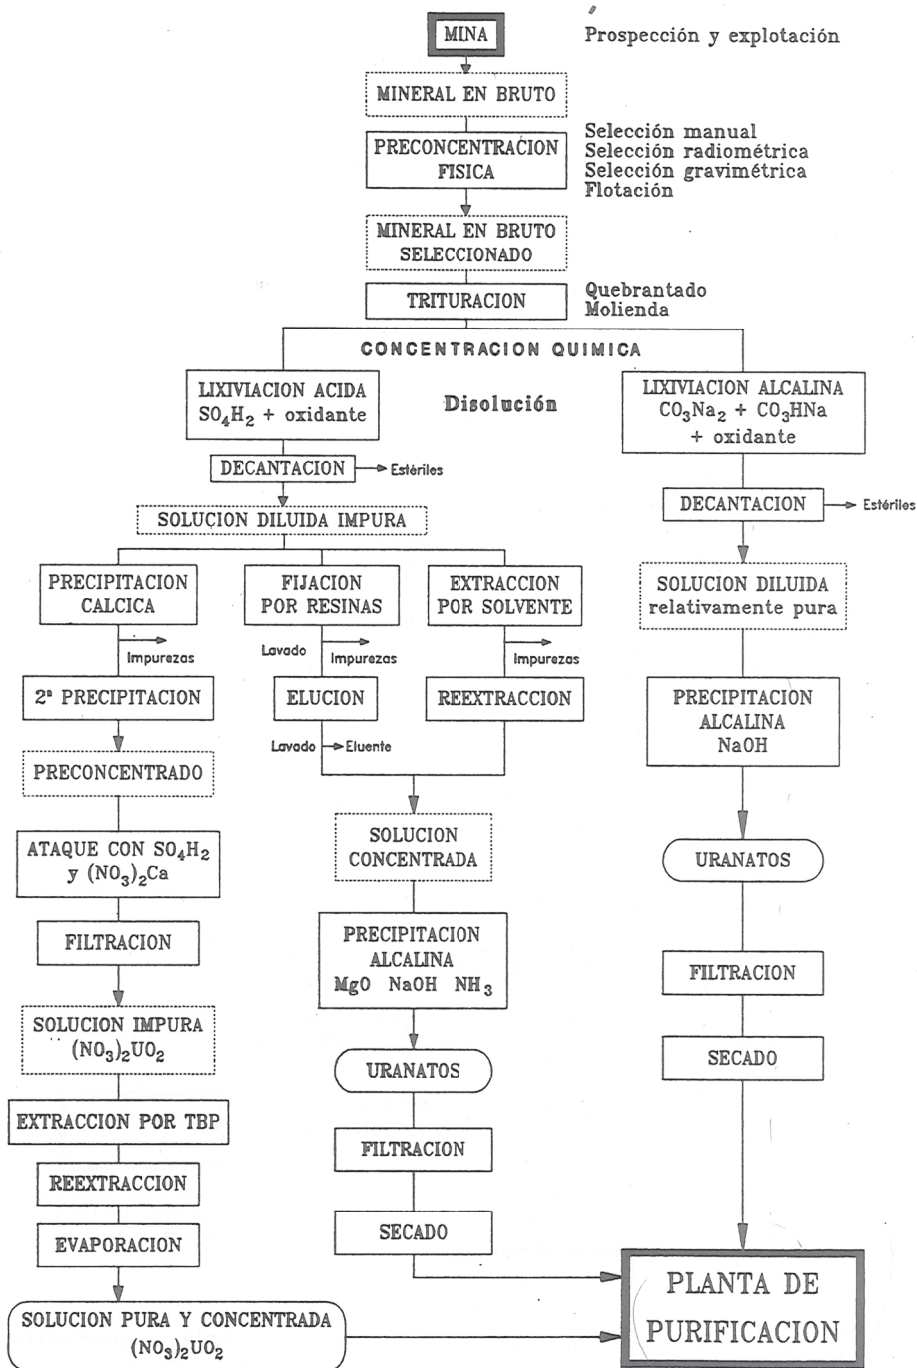 MINA
Prospección y explotación
MINERAL EN BRUTO
PRECONCENTRACION
FISICA
Selección manual
Selección radiométrica
Selección gravimétrica
Flotación
MINERAL EN BRUTO
SELECCIONADO
TRITURACION
Quebrantado
Molienda
CONCENTRACION QUIMICA
LIXIVIACION ACIDA
SO₄H₂ + oxidante
Disolución
LIXIVIACION ALCALINA
CO₃Na₂ + CO₃HNa
+ oxidante
DECANTACION
Estériles
DECANTACION
Estériles
SOLUCION DILUIDA IMPURA
PRECIPITACION
CALCICA
FIJACION
POR RESINAS
EXTRACCION
POR SOLVENTE
SOLUCION DILUIDA
relativamente pura
Impurezas
Lavado
Impurezas
Impurezas
2ª PRECIPITACION
ELUCION
REEXTRACCION
PRECIPITACION
ALCALINA
NaOH
Lavado
Eluente
PRECONCENTRADO
SOLUCION
CONCENTRADA
ATAQUE CON SO₄H₂
y (NO₃)₂Ca
URANATOS
FILTRACION
PRECIPITACION
ALCALINA
MgO NaOH NH₃
FILTRACION
SOLUCION IMPURA
(NO₃)₂UO₂
URANATOS
SECADO
EXTRACCION POR TBP
FILTRACION
REEXTRACCION
SECADO
EVAPORACION
SOLUCION PURA Y CONCENTRADA
(NO₃)₂UO₂
PLANTA DE
PURIFICACION